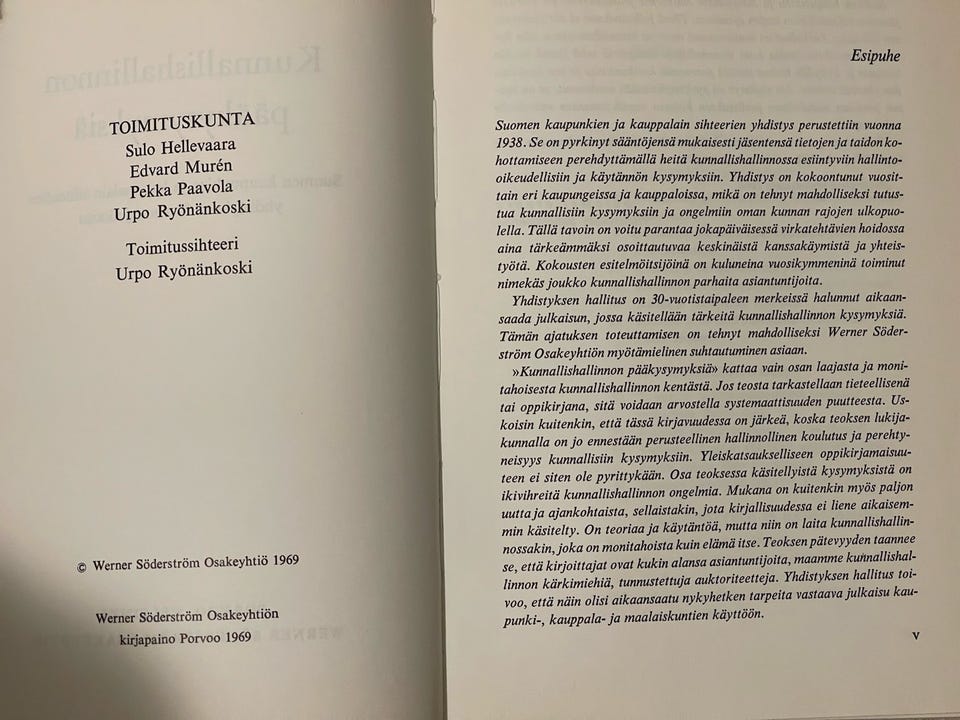 TOIMITUSKUNTA
Sulo Hellevaara
Edvard Murén
Pekka Paavola
Urpo Ryönänkoski
Toimitussihteeri
Urpo Ryönänkoski
© Werner Söderström Osakeyhtiö 1969
Werner Söderström Osakeyhtiön
kirjapaino Porvoo 1969
Esipuhe
Suomen kaupunkien ja kauppalain sihteerien yhdistys perustettiin vuonna
1938. Se on pyrkinyt sääntöjensä mukaisesti jäsentensä tietojen ja taidon ko-
hottamiseen perehdyttämällä heitä kunnallishallinnossa esiintyviin hallinto-
oikeudellisiin ja käytännön kysymyksiin. Yhdistys on kokoontunut vuosit-
tain eri kaupungeissa ja kauppaloissa, mikä on tehnyt mahdolliseksi tutus-
tua kunnallisiin kysymyksiin ja ongelmiin oman kunnan rajojen ulkopuo-
lella. Tällä tavoin on voitu parantaa jokapäiväisessä virkatehtävien hoidossa
aina tärkeämmäksi osoittautuvaa keskinäistä kanssakäymistä ja yhteis-
työtä. Kokousten esitelmöitsijöinä on kuluneina vuosikymmeninä toiminut
nimekäs joukko kunnallishallinnon parhaita asiantuntijoita.
Yhdistyksen hallitus on 30-vuotistaipaleen merkeissä halunnut aikaan-
saada julkaisun, jossa käsitellään tärkeitä kunnallishallinnon kysymyksiä.
Tämän ajatuksen toteuttamisen on tehnyt mahdolliseksi Werner Söder-
ström Osakeyhtiön myötämielinen suhtautuminen asiaan.
»Kunnallishallinnon pääkysymyksiä» kattaa vain osan laajasta ja moni-
tahoisesta kunnallishallinnon kentästä. Jos teosta tarkastellaan tieteellisenä
tai oppikirjana, sitä voidaan arvostella systemaattisuuden puutteesta. Us-
koisin kuitenkin, että tässä kirjavuudessa on järkeä, koska teoksen lukija-
kunnalla on jo ennestään perusteellinen hallinnollinen koulutus ja perehty-
neisyys kunnallisiin kysymyksiin. Yleiskatsaukselliseen oppikirjamaisuu-
teen ei siten ole pyrittykään. Osa teoksessa käsitellyistä kysymyksistä on
ikivihreitä kunnallishallinnon ongelmia. Mukana on kuitenkin myös paljon
uutta ja ajankohtaista, sellaistakin, jota kirjallisuudessa ei liene aikaisem-
min käsitelty. On teoriaa ja käytäntöä, mutta niin on laita kunnallishallin-
nossakin, joka on monitahoista kuin elämä itse. Teoksen pätevyyden taannee
se, että kirjoittajat ovat kukin alansa asiantuntijoita, maamme kunnallishal-
linnon kärkimiehiä, tunnustettuja auktoriteetteja. Yhdistyksen hallitus toi-
voo, että näin olisi aikaansaatu nykyhetken tarpeita vastaava julkaisu kau-
punki-, kauppala- ja maalaiskuntien käyttöön.
V